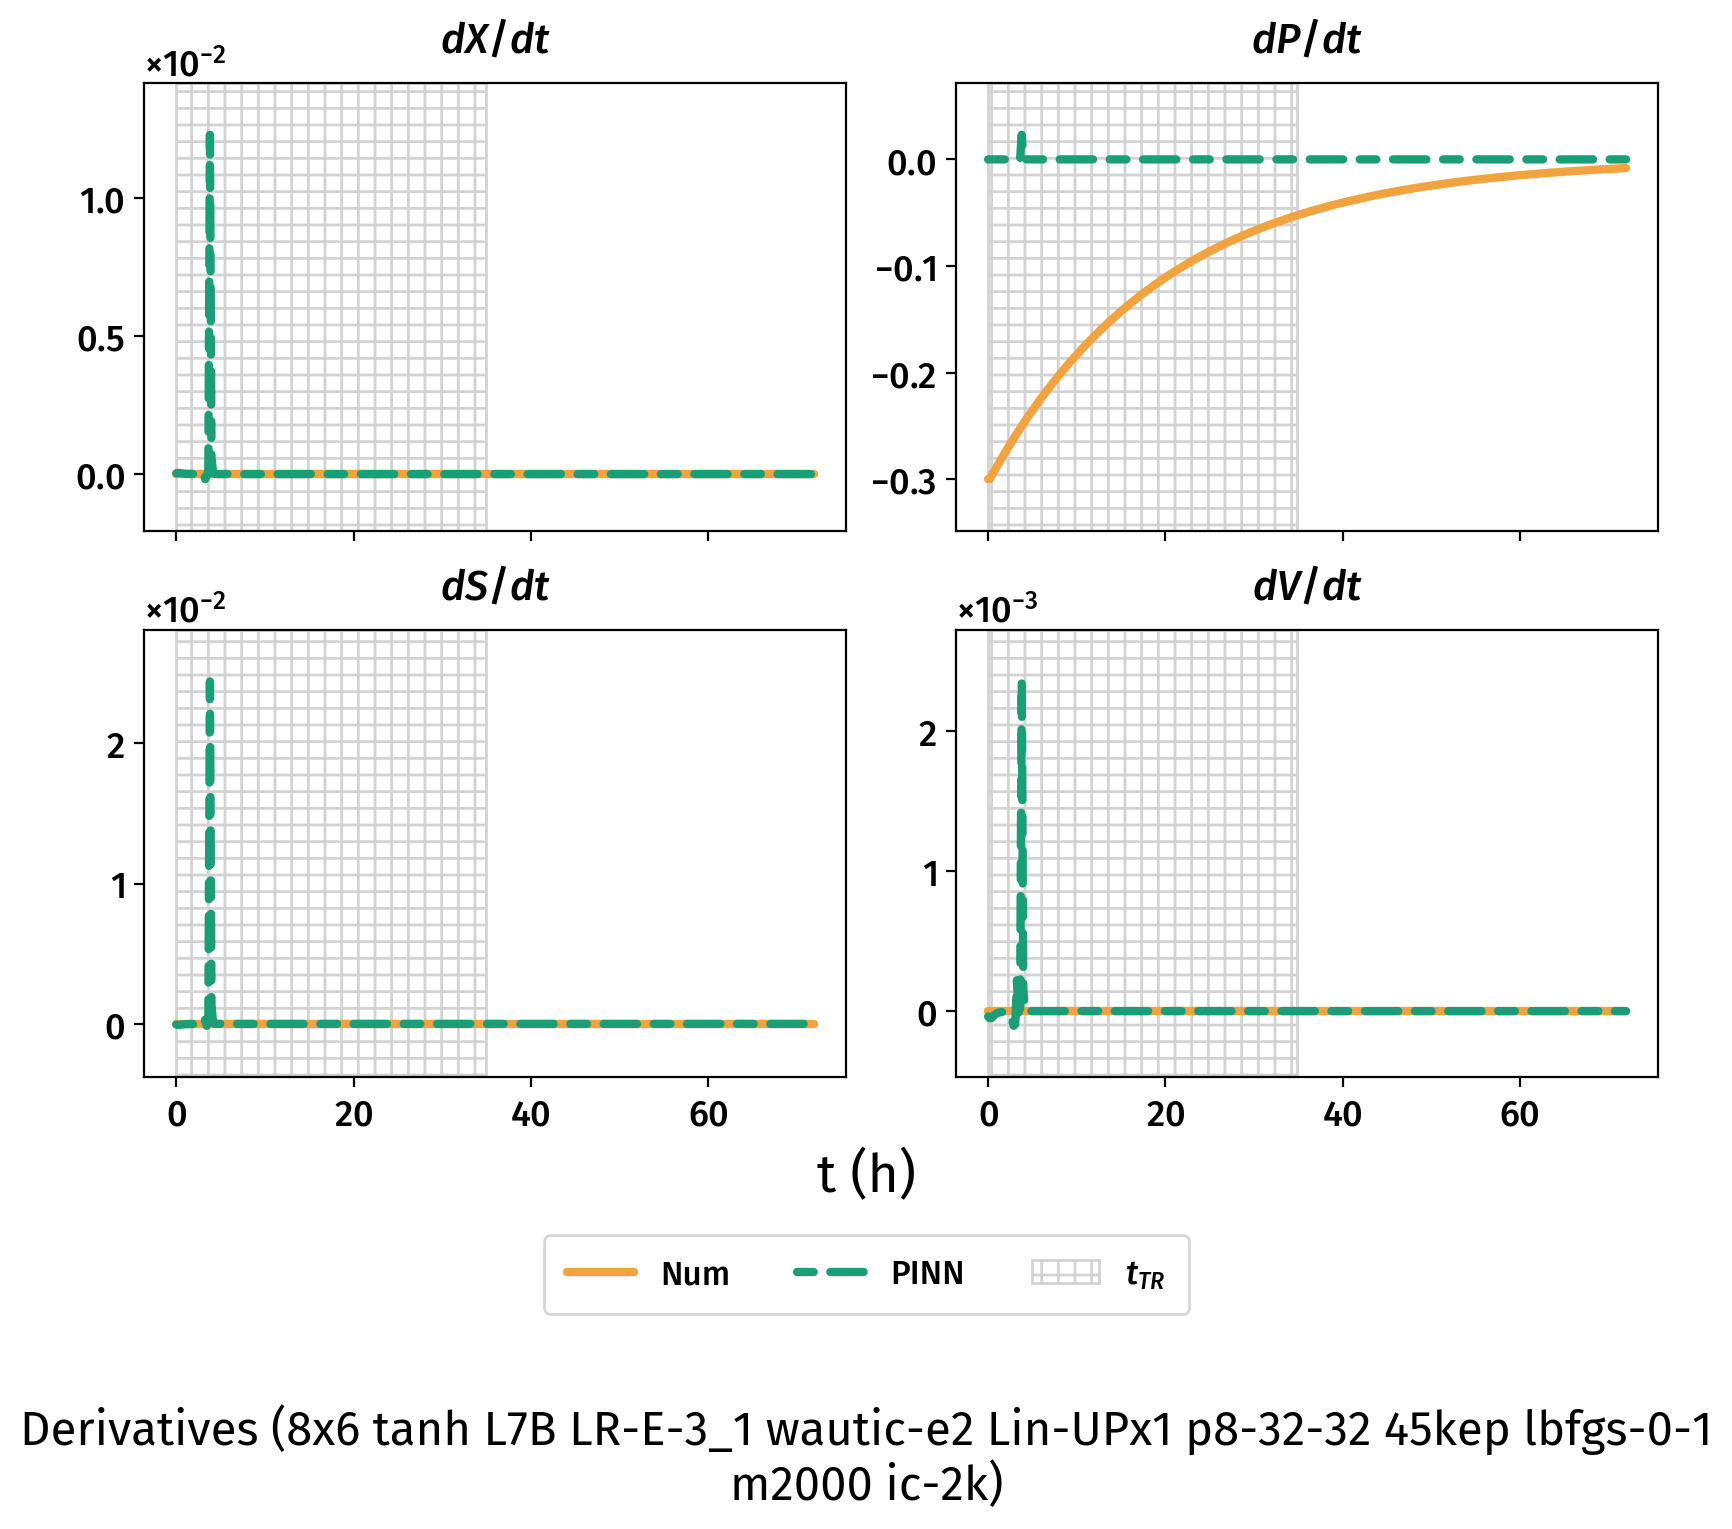 dX/dt
dP/dt
×10⁻²
1.0
0.5
0.0
0.0
−0.1
−0.2
−0.3
dS/dt
dV/dt
×10⁻²
×10⁻³
2
1
0
2
1
0
0 20 40 60
0 20 40 60
t (h)
Num PINN t_TR
Derivatives (8x6 tanh L7B LR-E-3_1 wautic-e2 Lin-UPx1 p8-32-32 45kep lbfgs-0-1
m2000 ic-2k)